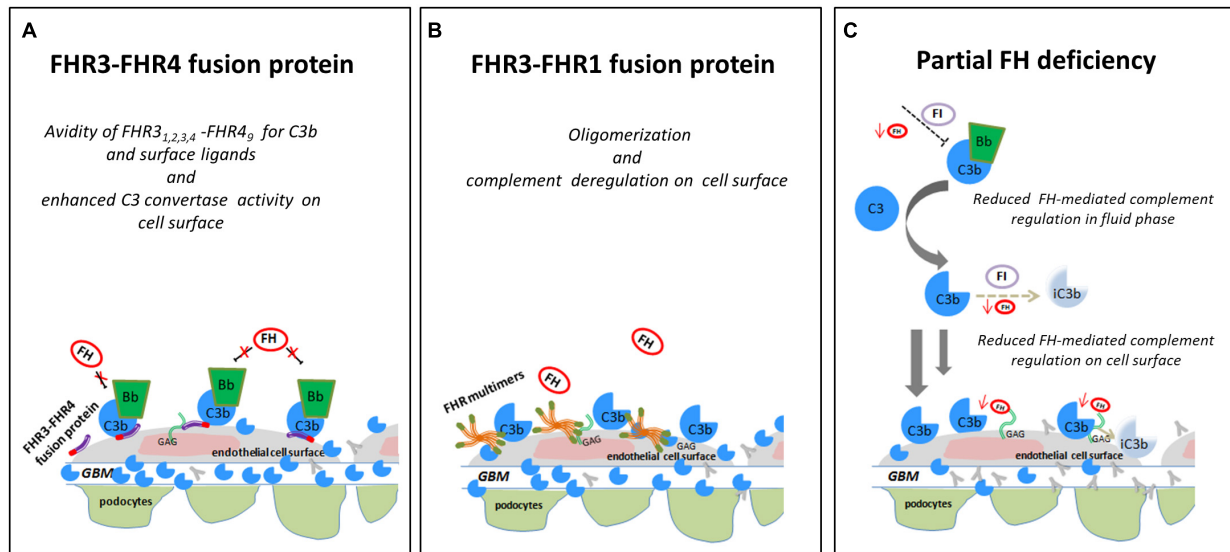 A
FHR3-FHR4 fusion protein
Avidity of FHR31,2,3,4 -FHR49 for C3b
and surface ligands
and
enhanced C3 convertase activity on
cell surface
FH
FH
Bb
Bb
Bb
C3b
C3b
C3b
FHR3-FHR4
fusion protein
GAG
endothelial cell surface
GBM
podocytes
B
FHR3-FHR1 fusion protein
Oligomerization
and
complement deregulation on cell surface
FH
FH
FHR multimers
C3b
C3b
C3b
GAG
GAG
endothelial cell surface
GBM
podocytes
C
Partial FH deficiency
FI
FH
Bb
C3b
C3
Reduced FH-mediated complement
regulation in fluid phase
C3b
FI
FH
iC3b
Reduced FH-mediated complement
regulation on cell surface
C3b
C3b
FH
GAG
C3b
FH
GAG
iC3b
endothelial cell surface
GBM
podocytes